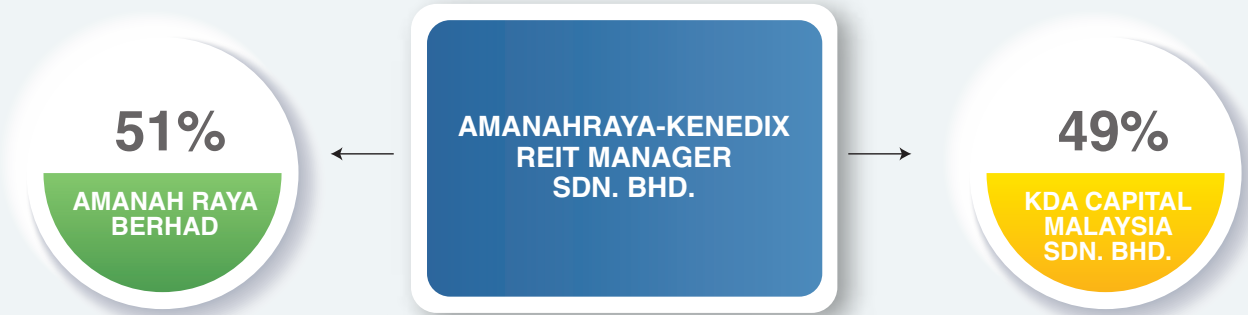 51%
AMANAH RAYA
BERHAD
AMANAHRAYA-KENEDIX
REIT MANAGER
SDN. BHD.
49%
KDA CAPITAL
MALAYSIA
SDN. BHD.